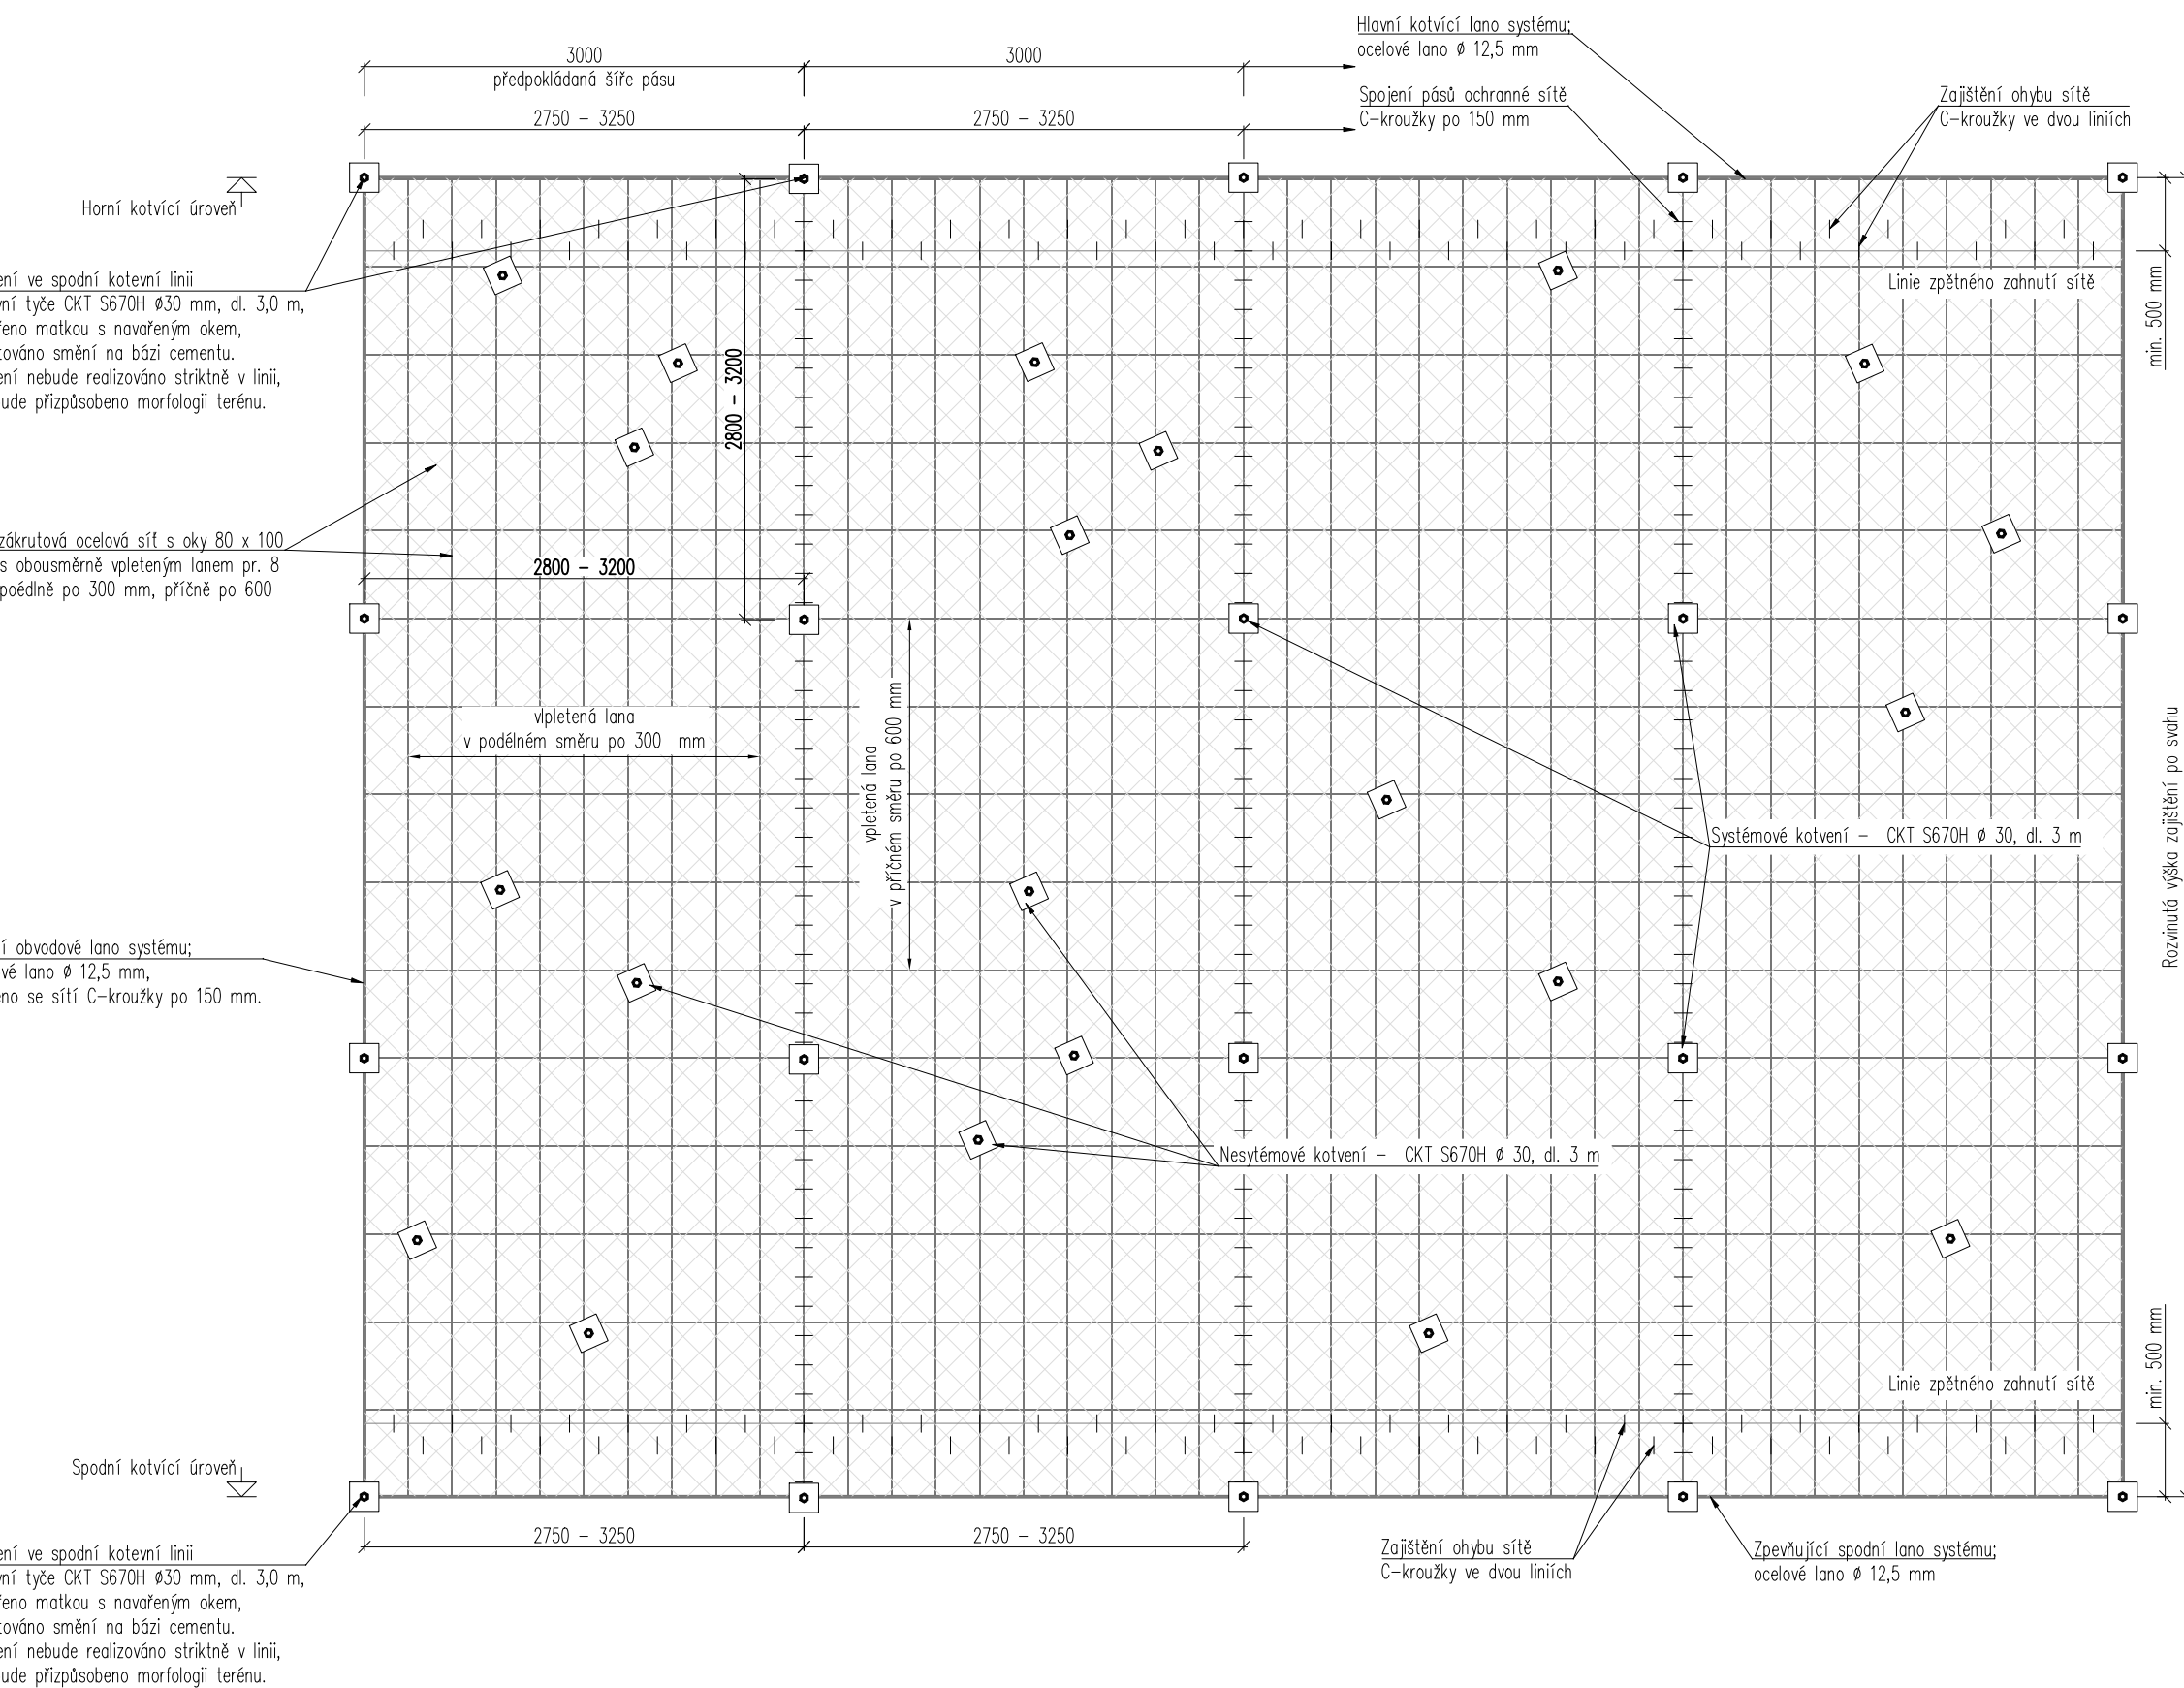 Hlavní kotvící lano systému;
ocelové lano ø 12,5 mm
3000
3000
předpokládaná šíře pásu
Spojení pásů ochranné sítě
C-kroužky po 150 mm
Zajištění ohybu sítě
C-kroužky ve dvou liniích
2750 - 3250
2750 - 3250
Horní kotvící úroveň
ení ve spodní kotevní linii
vní tyče CKT S670H ø30 mm, dl. 3,0 m,
řeno matkou s navařeným okem,
továno smění na bázi cementu.
ení nebude realizováno striktně v linii,
ude přizpůsobeno morfologii terénu.
Linie zpětného zahnutí sítě
min. 500 mm
2800 - 3200
zákrutová ocelová síť s oky 80 x 100
s obousměrně vpleteným lanem pr. 8
poédlně po 300 mm, příčně po 600
2800 - 3200
vlpletená lana
v podélném směru po 300 mm
vpletená lana
v příčném směru po 600 mm
Rozvinutá výška zajištění po svahu
Systémové kotvení - CKT S670H ø 30, dl. 3 m
í obvodové lano systému;
vé lano ø 12,5 mm,
eno se sítí C-kroužky po 150 mm.
Nesytémové kotvení - CKT S670H ø 30, dl. 3 m
Linie zpětného zahnutí sítě
min. 500 mm
Spodní kotvící úroveň
2750 - 3250
2750 - 3250
Zajištění ohybu sítě
C-kroužky ve dvou liniích
Zpevňující spodní lano systému;
ocelové lano ø 12,5 mm
ení ve spodní kotevní linii
vní tyče CKT S670H ø30 mm, dl. 3,0 m,
řeno matkou s navařeným okem,
továno smění na bázi cementu.
ení nebude realizováno striktně v linii,
ude přizpůsobeno morfologii terénu.